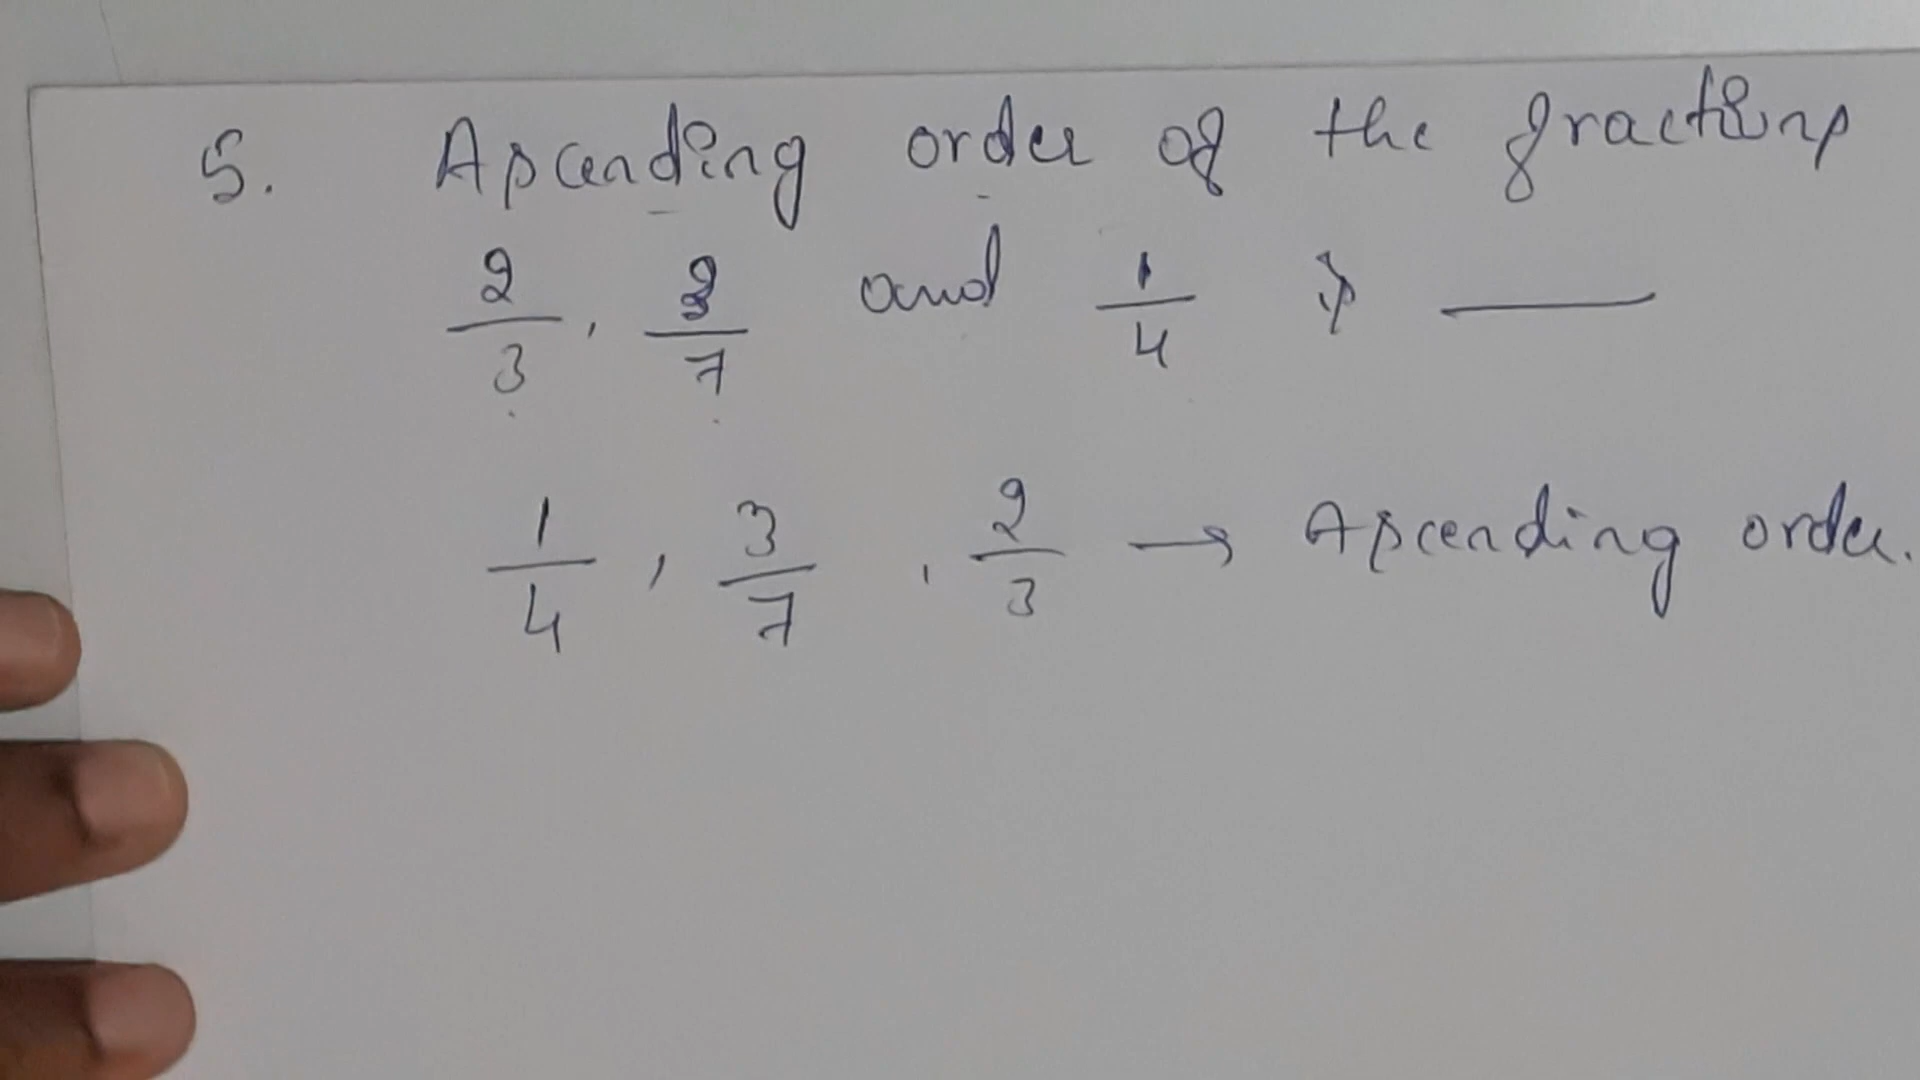 5. Ascending order of the fractions
2/3, 3/7 and 1/4 is ___
1/4, 3/7, 2/3 → Ascending order.